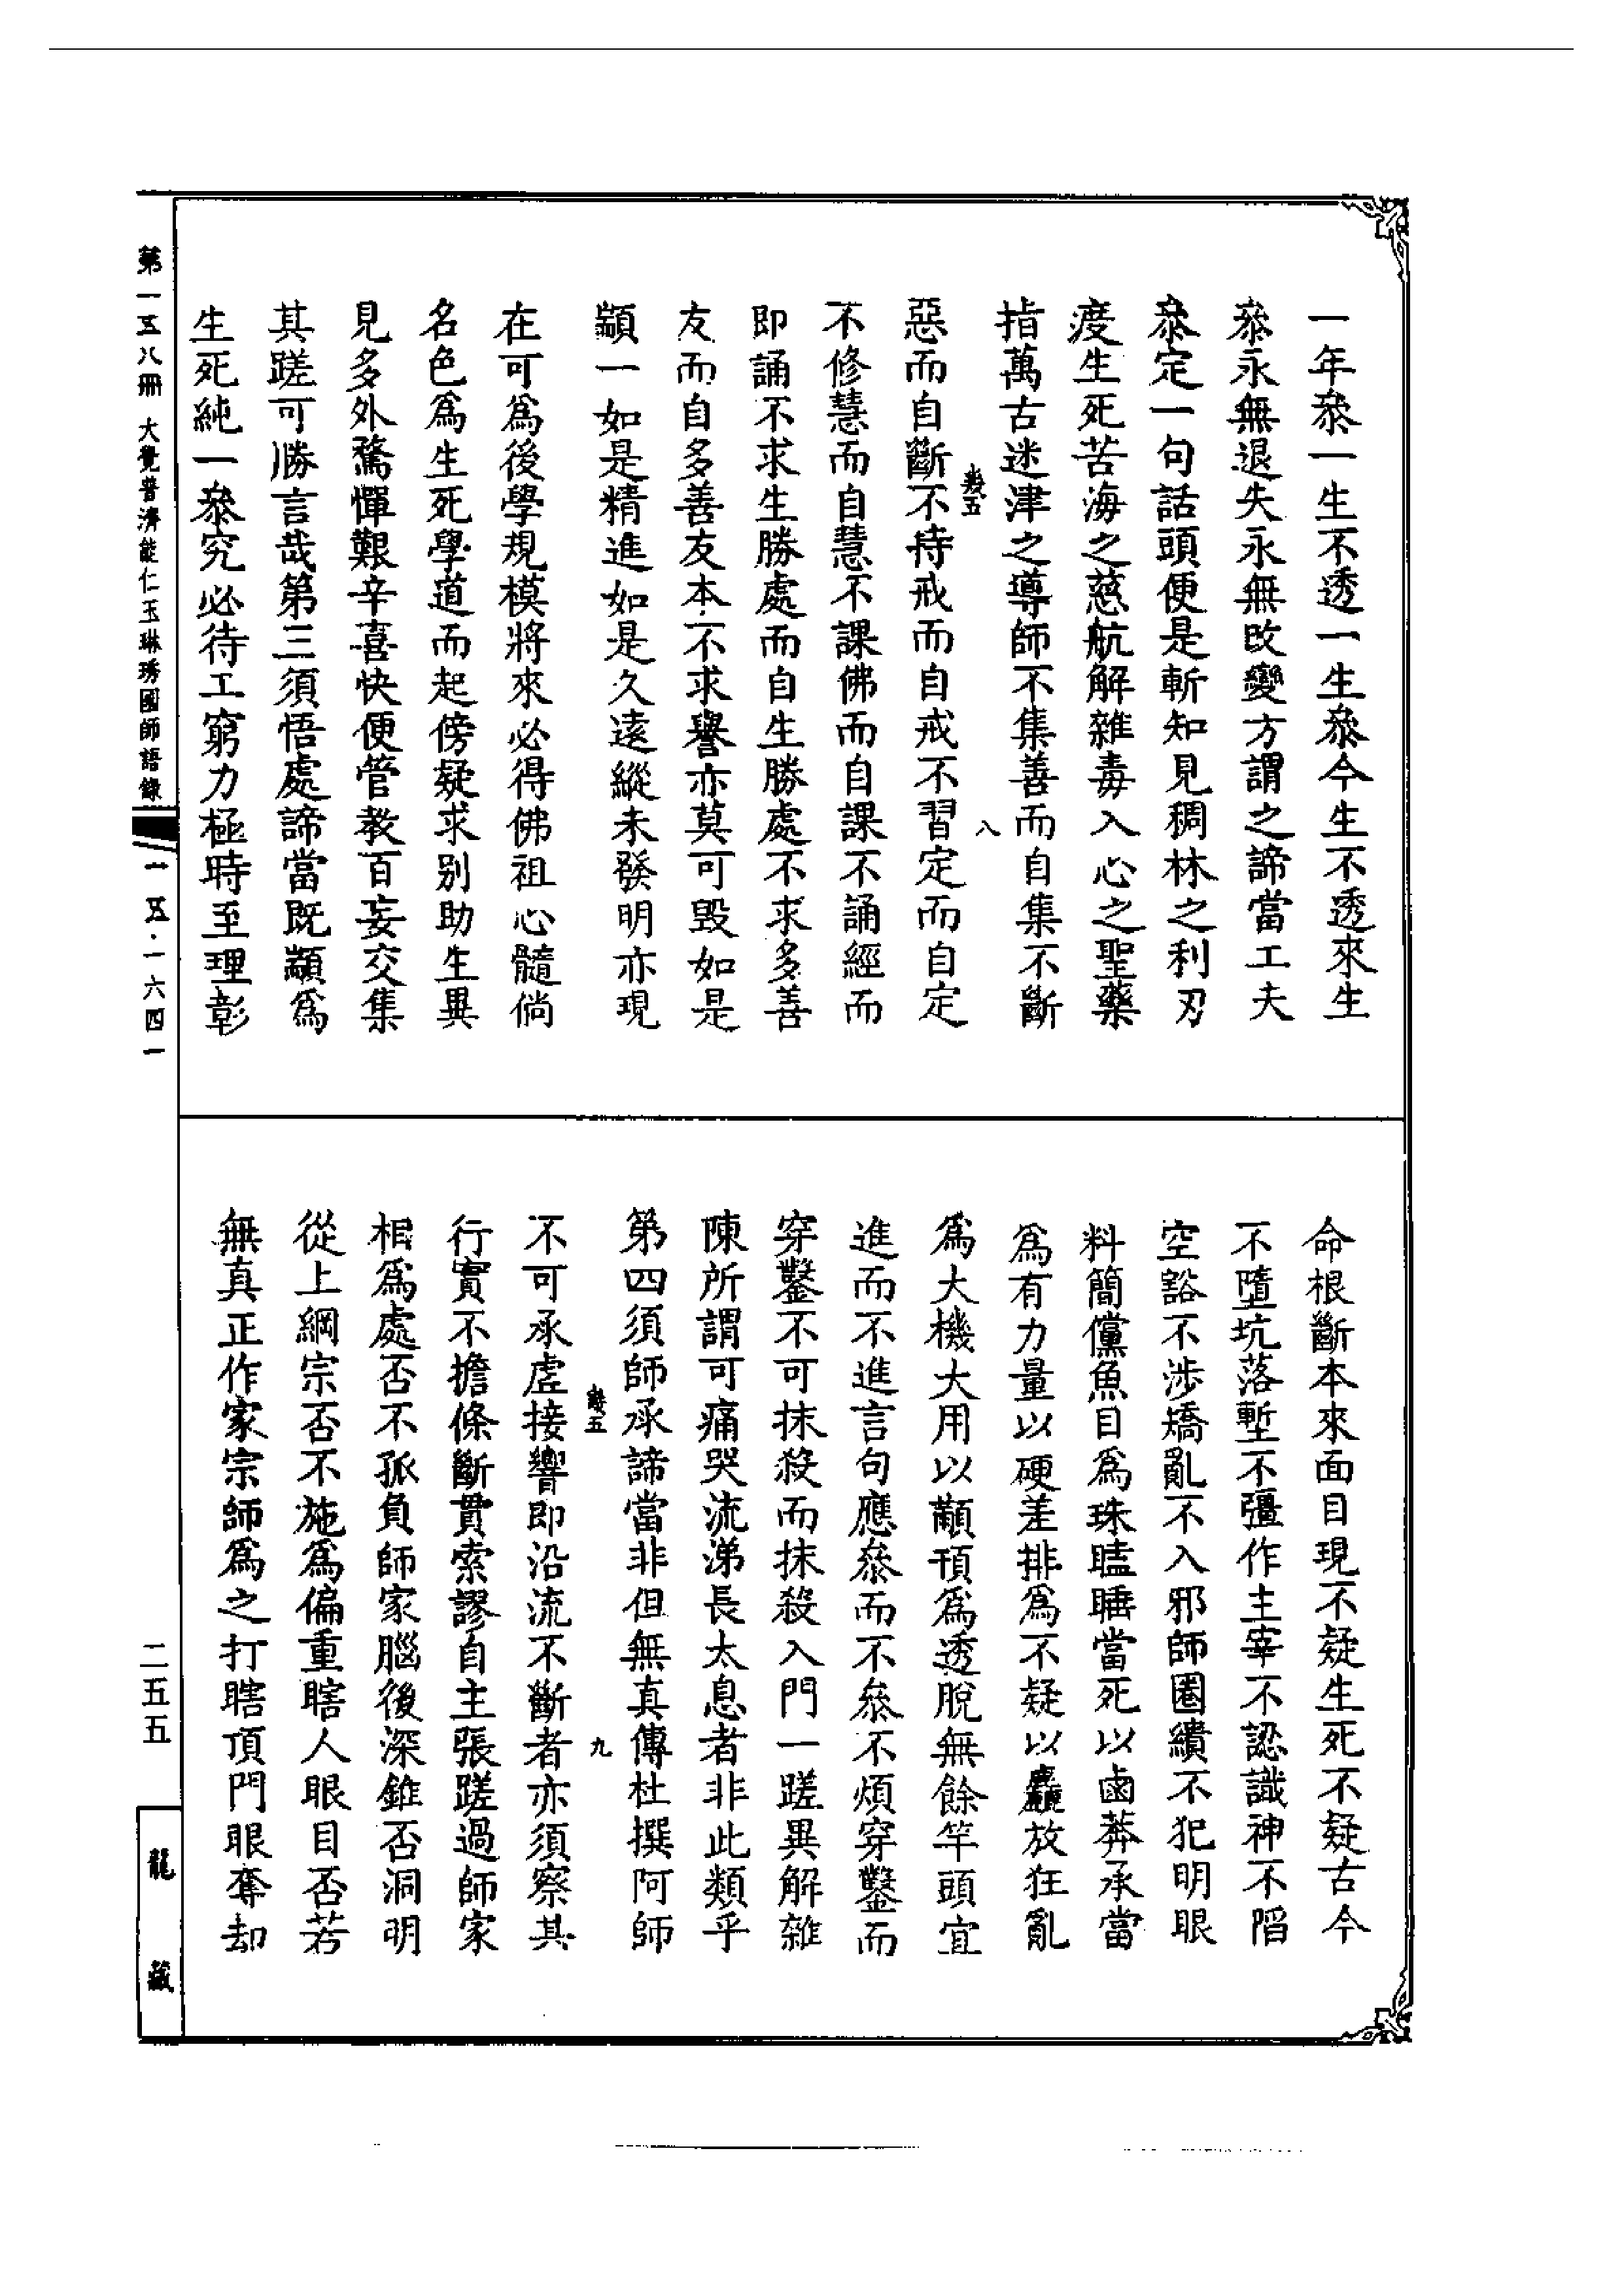 一年叅一生不透一生叅今生不透來生
叅永無退失永無改變方謂之諦當工夫
叅定一句話頭便是斬知見稠林之利刃
度生死苦海之慈航解雜毒入心之聖藥
指萬古迷津之導師不集善而自集不斷
八
惡而自斷不持戒而自戒不習定而自定
不修慧而自慧不課佛而自課不誦經而
即誦不求生勝處而自生勝處不求多善
友而自多善友本不求譽亦莫可毀如是
顓一如是精進如是久遠縱未發明亦現
在可爲後學規模將來必得佛祖心髓倘
名色爲生死學道而起傍疑求別助生異
見多外騖憚艱辛喜快便管教百妄交集
其蹉可勝言哉第三須悟處諦當既顓爲
生死純一叅究必待工窮力極時至理彰
命根斷本來面目現不疑生死不疑古今
不墮坑落塹不彊作主宰不認識神不陷
空豁不涉矯亂不入邪師圈繢不犯明眼
料簡儻魚目爲珠瞌睡當死以鹵莽承當
爲有力量以硬差排爲不疑以麤放狂亂
爲大機大用以顢頇爲透脫無餘竿頭宜
進而不進言句應叅而不叅不煩穿鑿而
穿鑿不可抹殺而抹殺入門一蹉異解雜
陳所謂可痛哭流涕長太息者非此類乎
第四須師承諦當非但無真傳杜撰阿師
九
不可承虛接響即沿流不斷者亦須察其
行實不擔條斷貫索謬自主張蹉過師家
相爲處否不孤負師家腦後深錐否洞明
從上綱宗否不施爲偏重瞎人眼目否若
無真正作家宗師爲之打瞎頂門眼奪却
第一五八冊 大覺普濟能仁玉琳琇國師語錄
一五·一六四一
二五五
龍藏